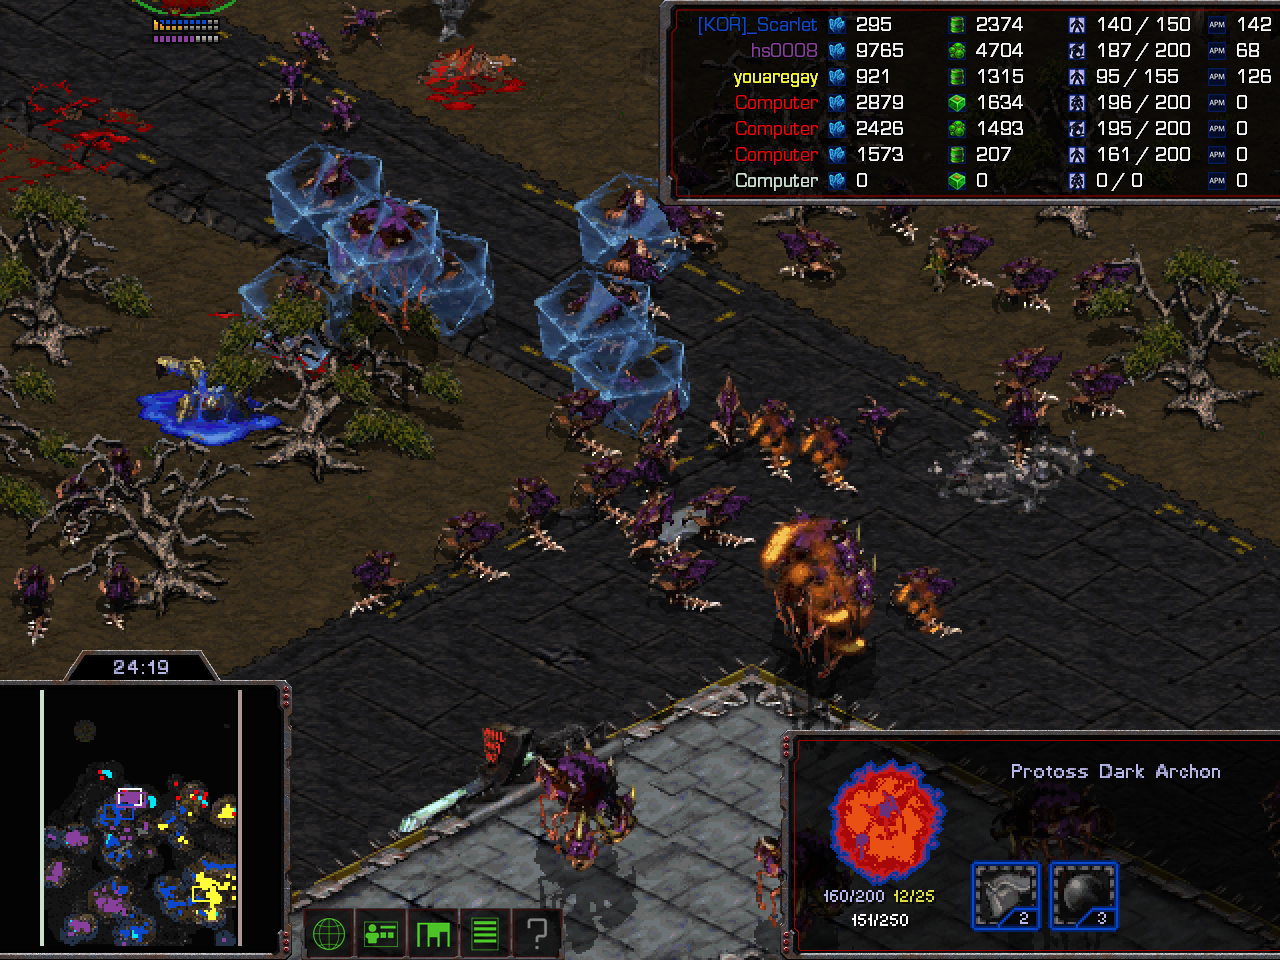 [KOR]_Scarlet 295 2374 140 / 150 APM 142
hs0008 9765 4704 187 / 200 APM 68
youaregay 921 1315 95 / 155 APM 126
Computer 2879 1634 196 / 200 APM 0
Computer 2426 1493 195 / 200 APM 0
Computer 1573 207 161 / 200 APM 0
Computer 0 0 0 / 0 APM 0
24:19
Protoss Dark Archon
160/200 12/25
151/250
2
3
?